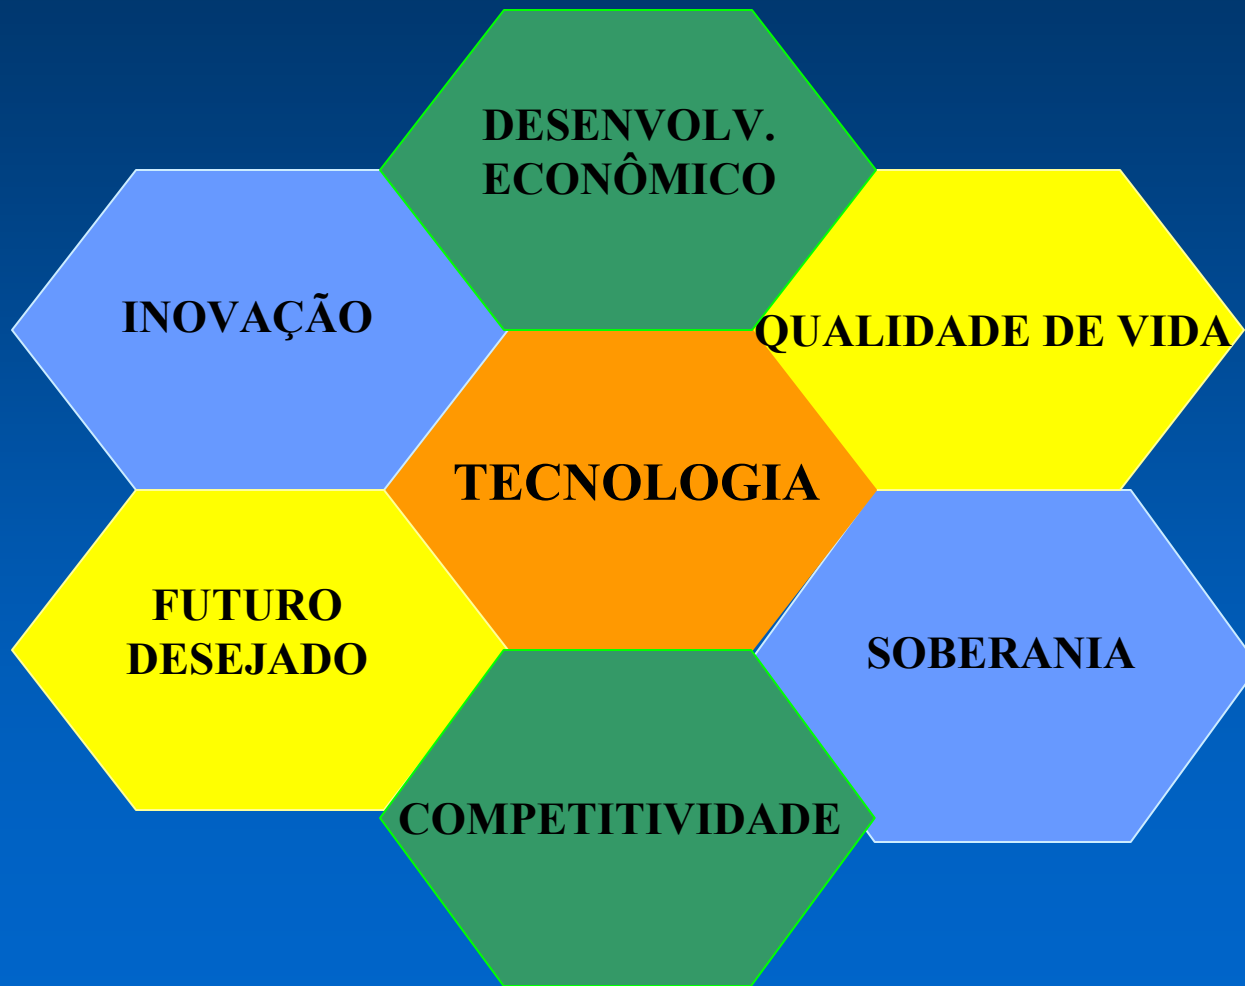 DESENVOLV.
ECONÔMICO
INOVAÇÃO
QUALIDADE DE VIDA
TECNOLOGIA
FUTURO
DESEJADO
SOBERANIA
COMPETITIVIDADE